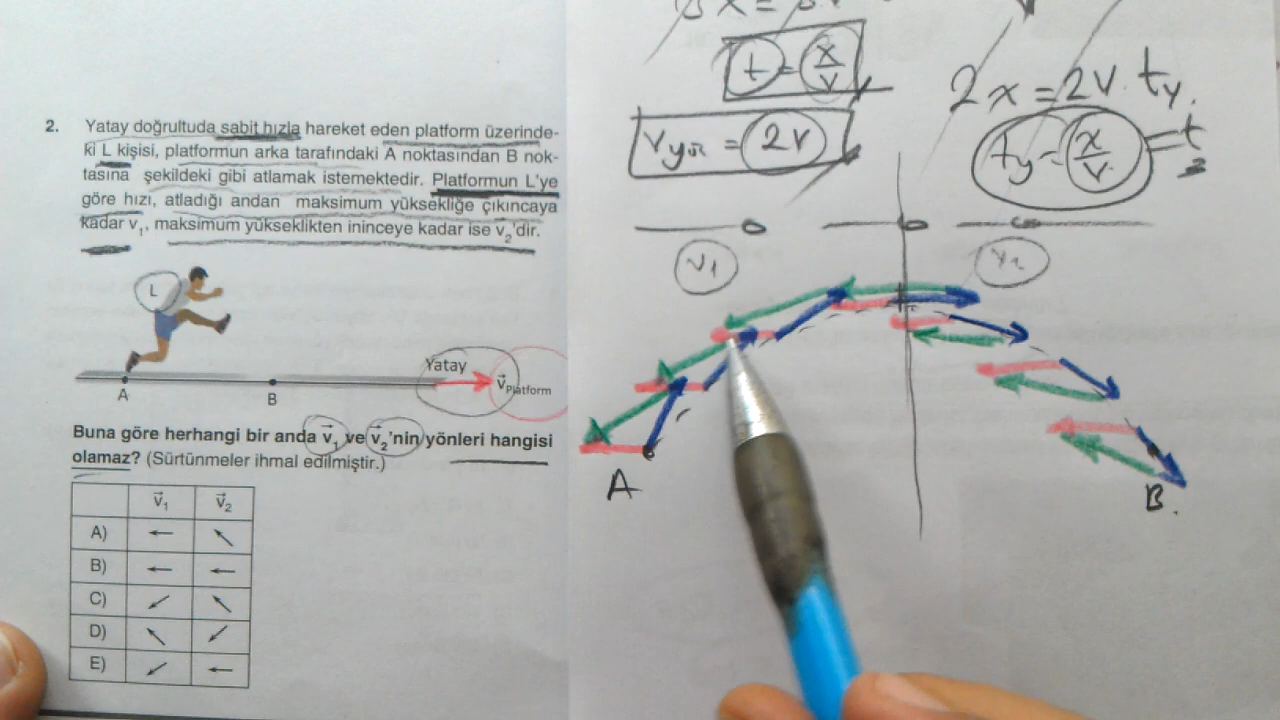 2. Yatay doğrultuda sabit hızla hareket eden platform üzerinde-
ki L kişisi, platformun arka tarafındaki A noktasından B nok-
tasına şekildeki gibi atlamak istemektedir. Platformun L'ye
göre hızı, atladığı andan maksimum yüksekliğe çıkıncaya
kadar v₁, maksimum yükseklikten ininceye kadar ise v₂'dir.
L
Yatay
v Platform
A B
Buna göre herhangi bir anda v₁ ve v₂'nin yönleri hangisi
olamaz? (Sürtünmeler ihmal edilmiştir.)
v₁ v₂
A) ← ↖
B) ← ←
C) ↙ ↖
D) ↖ ↙
E) ↙ ←
t = x/v
Vyür = 2V
2x = 2V. ty.
ty = x/v = t
v₁
v₂
A
B.